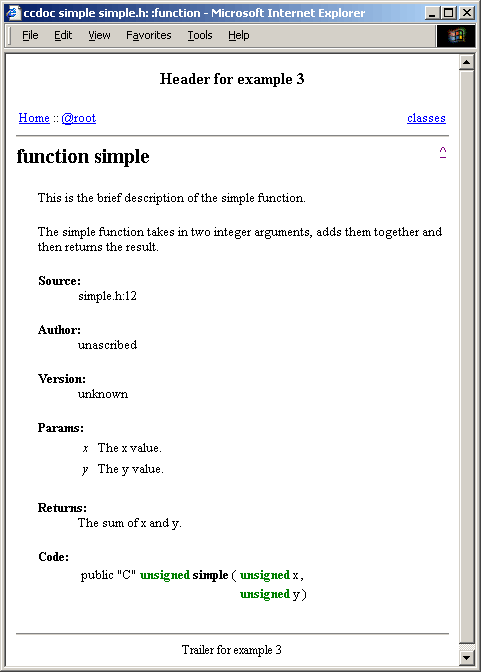 ccdoc simple simple.h: :function - Microsoft Internet Explorer
File Edit View Favorites Tools Help
Header for example 3
Home :: @root classes
function simple ^
This is the brief description of the simple function.
The simple function takes in two integer arguments, adds them together and
then returns the result.
Source:
simple.h:12
Author:
unascribed
Version:
unknown
Params:
x The x value.
y The y value.
Returns:
The sum of x and y.
Code:
public "C" unsigned simple ( unsigned x ,
unsigned y )
Trailer for example 3